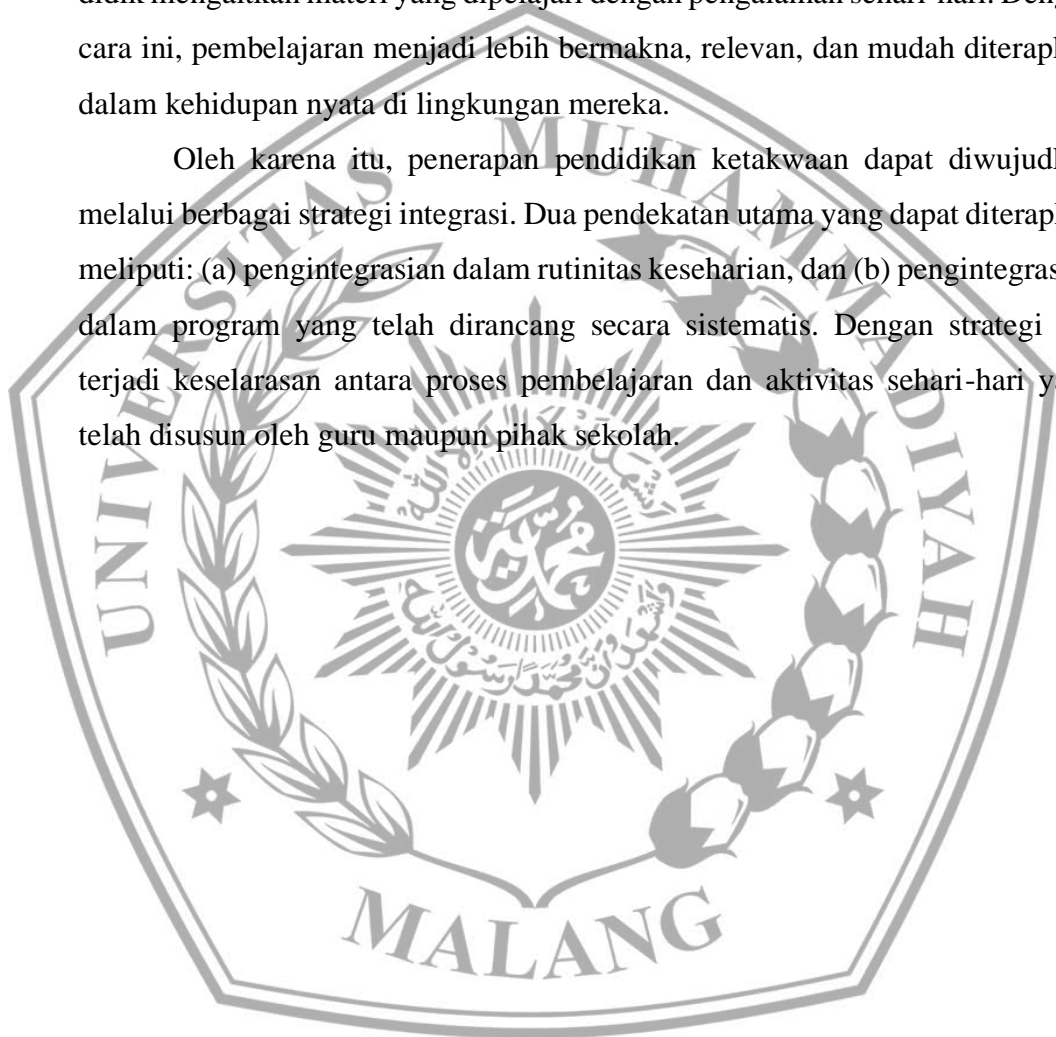 didik mengaitkan materi yang dipelajari dengan pengalaman sehari-hari. Deng
cara ini, pembelajaran menjadi lebih bermakna, relevan, dan mudah diterapk
dalam kehidupan nyata di lingkungan mereka.
Oleh karena itu, penerapan pendidikan ketakwaan dapat diwujudk
melalui berbagai strategi integrasi. Dua pendekatan utama yang dapat diterapk
meliputi: (a) pengintegrasian dalam rutinitas keseharian, dan (b) pengintegras
dalam program yang telah dirancang secara sistematis. Dengan strategi
terjadi keselarasan antara proses pembelajaran dan aktivitas sehari-hari ya
telah disusun oleh guru maupun pihak sekolah.
UNIVERSITAS MUHAMMADIYAH
MALANG